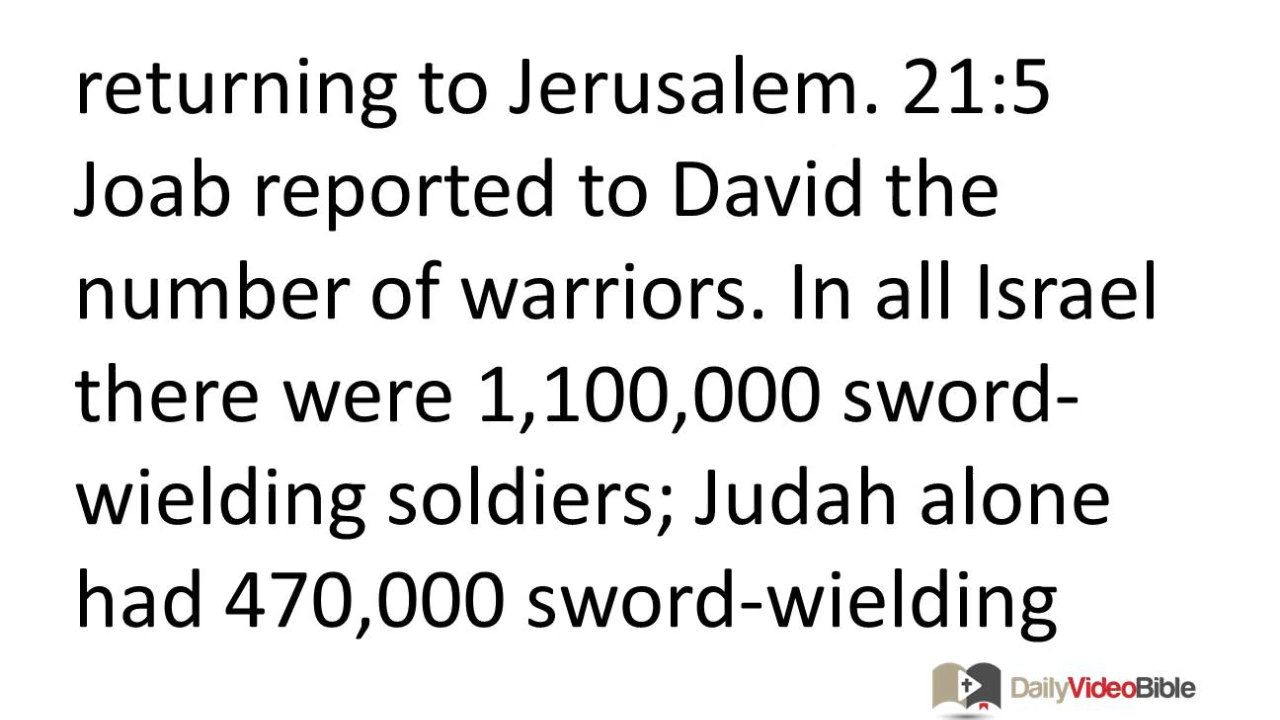 returning to Jerusalem. 21:5
Joab reported to David the
number of warriors. In all Israel
there were 1,100,000 sword-
wielding soldiers; Judah alone
had 470,000 sword-wielding
DailyVideoBible